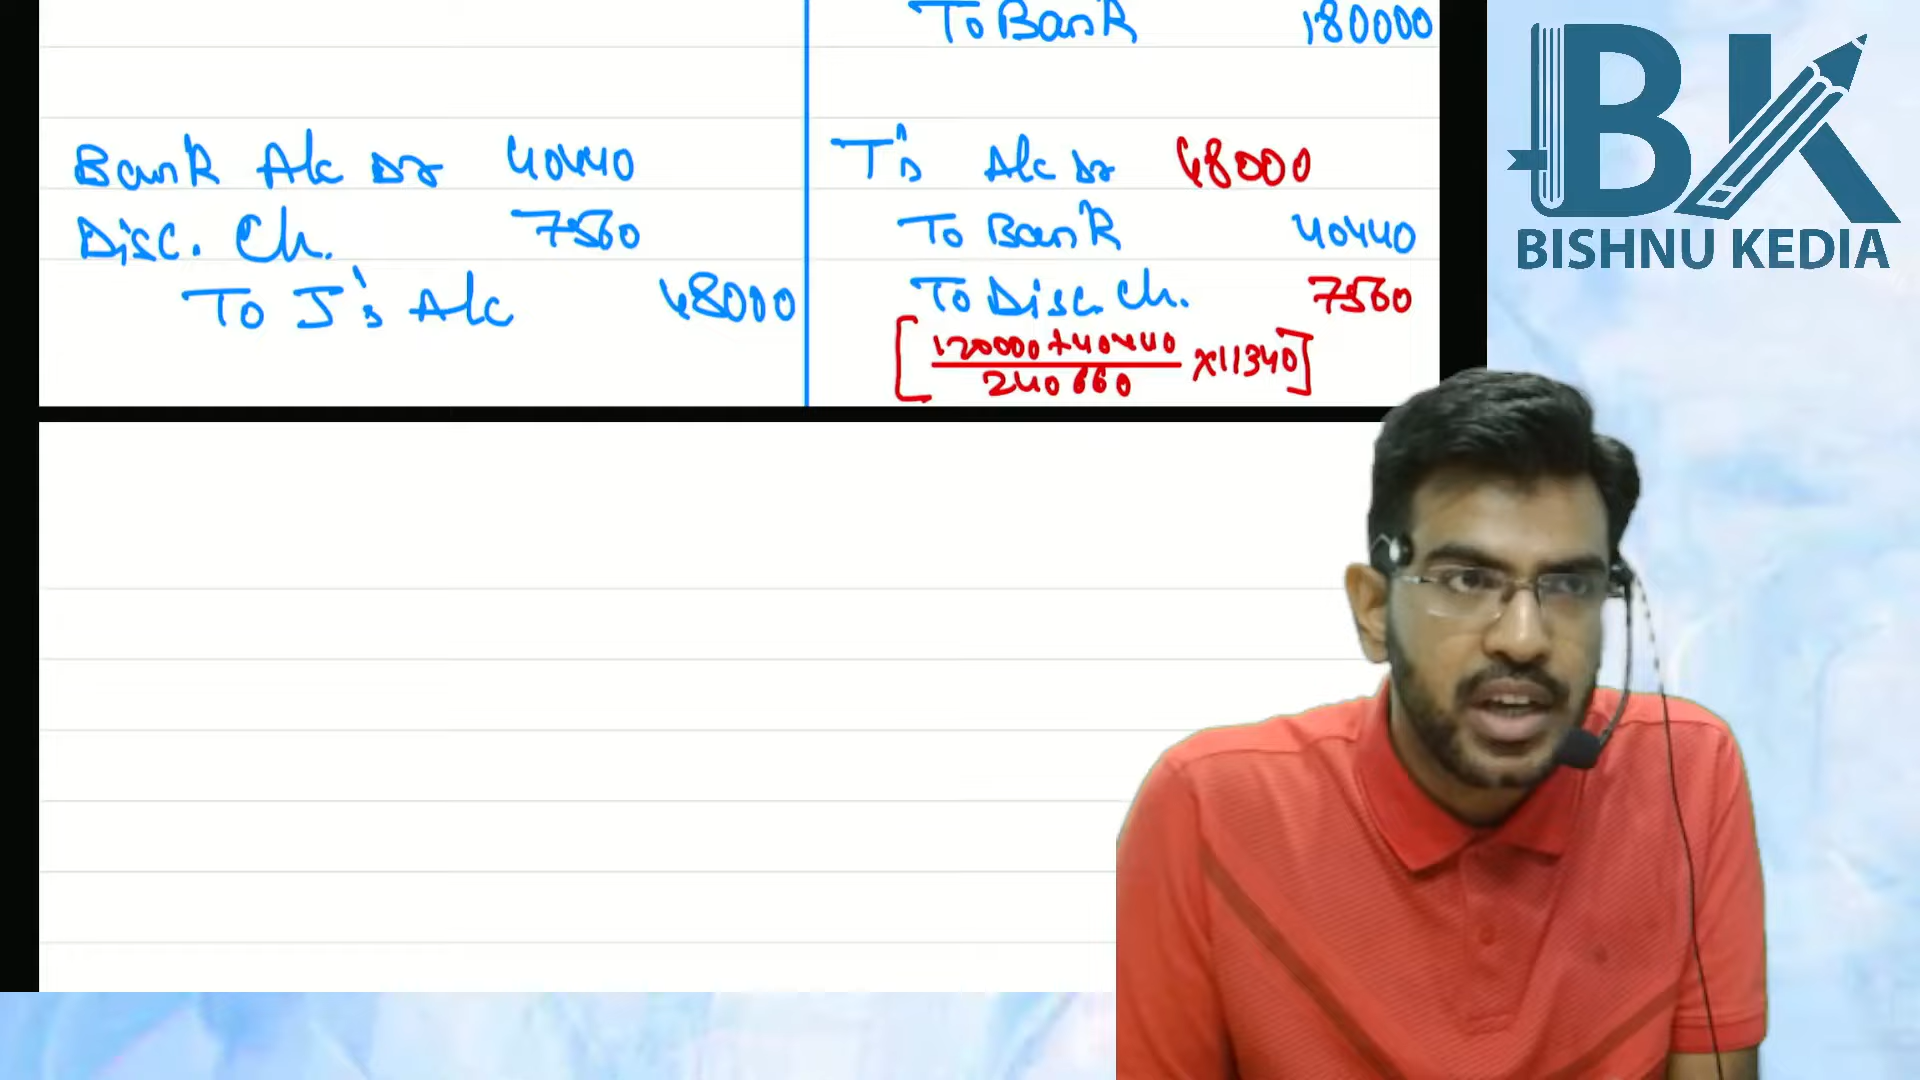 To Bank 180000
Bank A/c Dr 40440
Disc. Ch. 7560
To J's A/c 48000
T's A/c Dr 48000
To Bank 40440
To Disc. Ch. 7560
[120000+40440
240660
×11340]
BK
BISHNU KEDIA